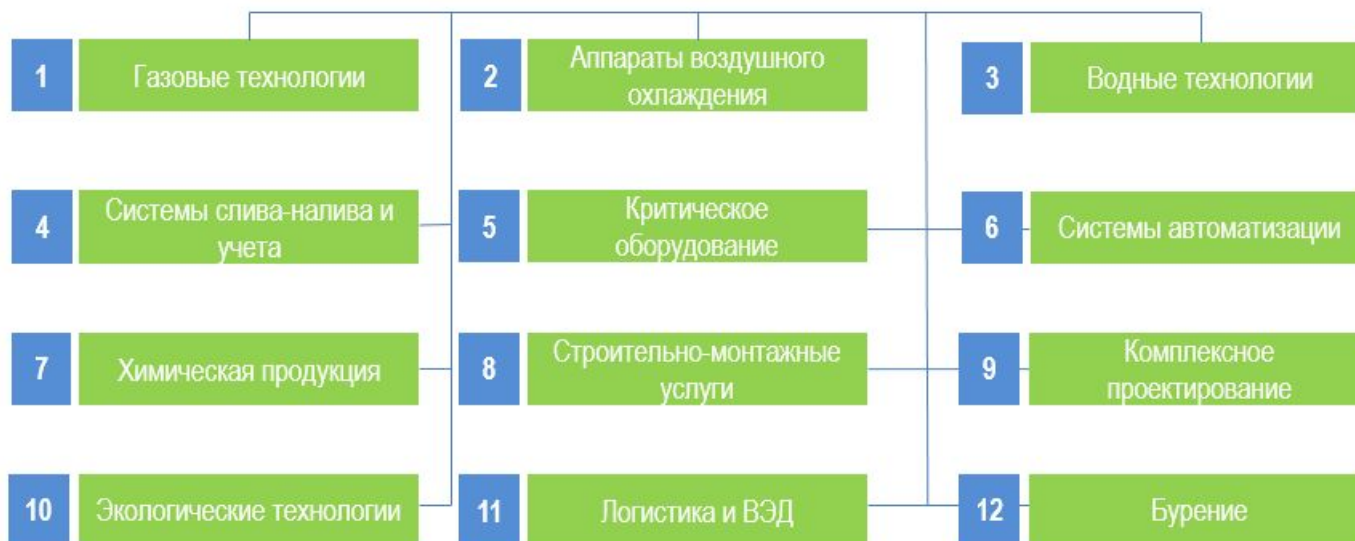 1
Газовые технологии
2
Аппараты воздушного
охлаждения
3
Водные технологии
4
Системы слива-налива и
учета
5
Критическое
оборудование
6
Системы автоматизации
7
Химическая продукция
8
Строительно-монтажные
услуги
9
Комплексное
проектирование
10
Экологические технологии
11
Логистика и ВЭД
12
Бурение